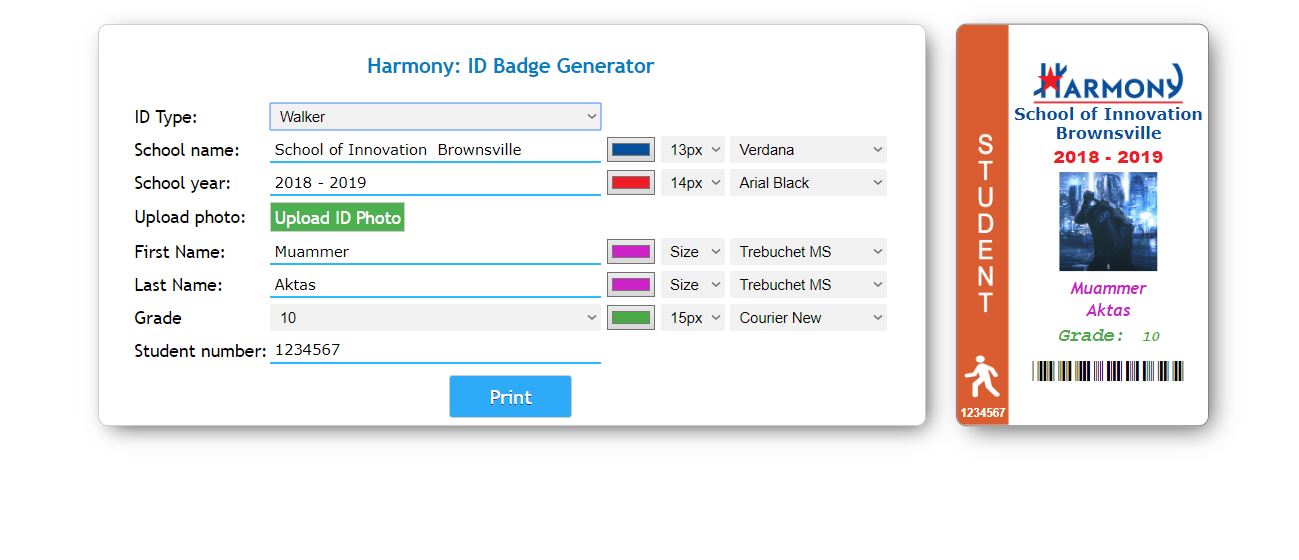 Harmony: ID Badge Generator
ID Type: Walker
School name: School of Innovation  Brownsville 13px Verdana
School year: 2018 - 2019 14px Arial Black
Upload photo: Upload ID Photo
First Name: Muammer Size Trebuchet MS
Last Name: Aktas Size Trebuchet MS
Grade 10 15px Courier New
Student number: 1234567
Print
STUDENT
1234567
HARMONY
School of Innovation
Brownsville
2018 - 2019
Muammer
Aktas
Grade: 10